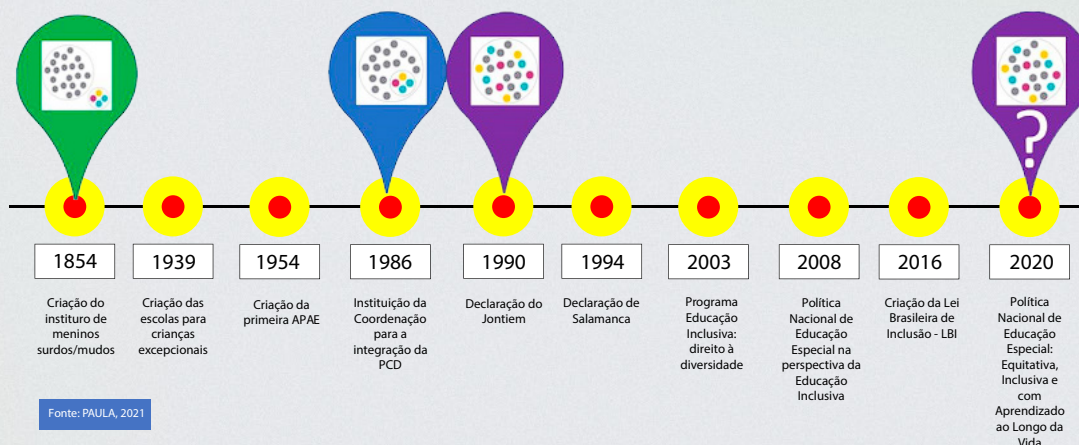 ?
1854
1939
1954
1986
1990
1994
2003
2008
2016
2020
Criação do
instituro de
meninos
surdos/mudos
Criação das
escolas para
crianças
excepcionais
Criação da
primeira APAE
Instituição da
Coordenação
para a
integração da
PCD
Declaração do
Jontiem
Declaração de
Salamanca
Programa
Educação
Inclusiva:
direito à
diversidade
Política
Nacional de
Educação
Especial na
perspectiva da
Educação
Inclusiva
Criação da Lei
Brasileira de
Inclusão - LBI
Política
Nacional de
Educação
Especial:
Equitativa,
Inclusiva e
com
Aprendizado
ao Longo da
Vida
Fonte: PAULA, 2021